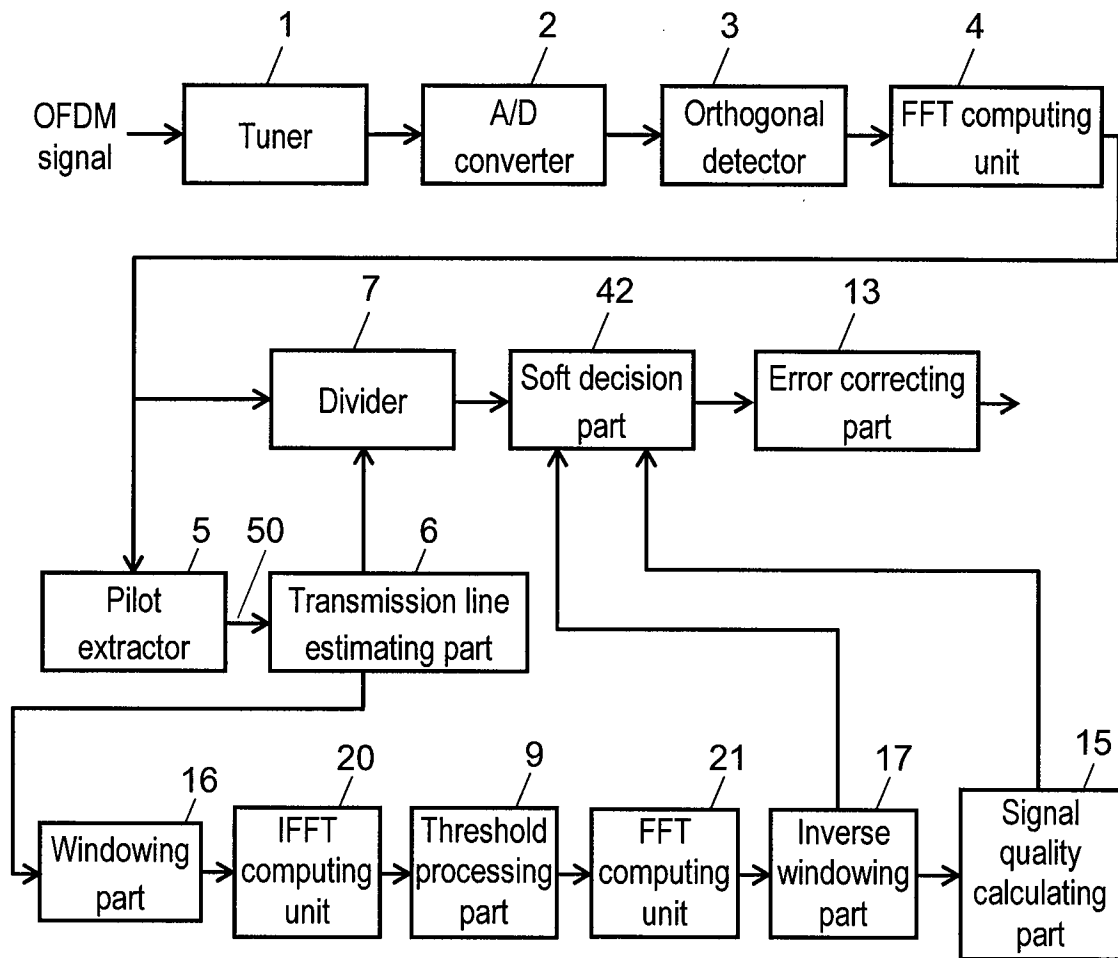 1
2
3
4
OFDM
signal
Tuner
A/D
converter
Orthogonal
detector
FFT computing
unit
7
42
13
Divider
Soft decision
part
Error correcting
part
5
50
6
Pilot
extractor
Transmission line
estimating part
16
20
9
21
17
15
Windowing
part
IFFT
computing
unit
Threshold
processing
part
FFT
computing
unit
Inverse
windowing
part
Signal
quality
calculating
part